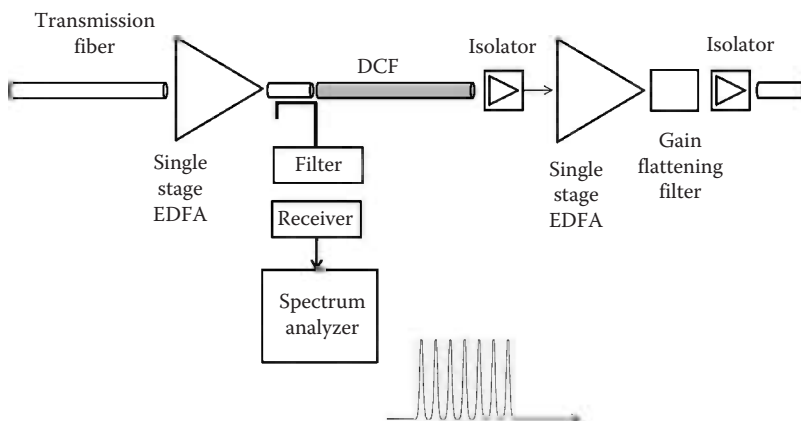 Transmission
fiber
DCF
Isolator
Isolator
Single
stage
EDFA
Filter
Receiver
Spectrum
analyzer
Single
stage
EDFA
Gain
flattening
filter